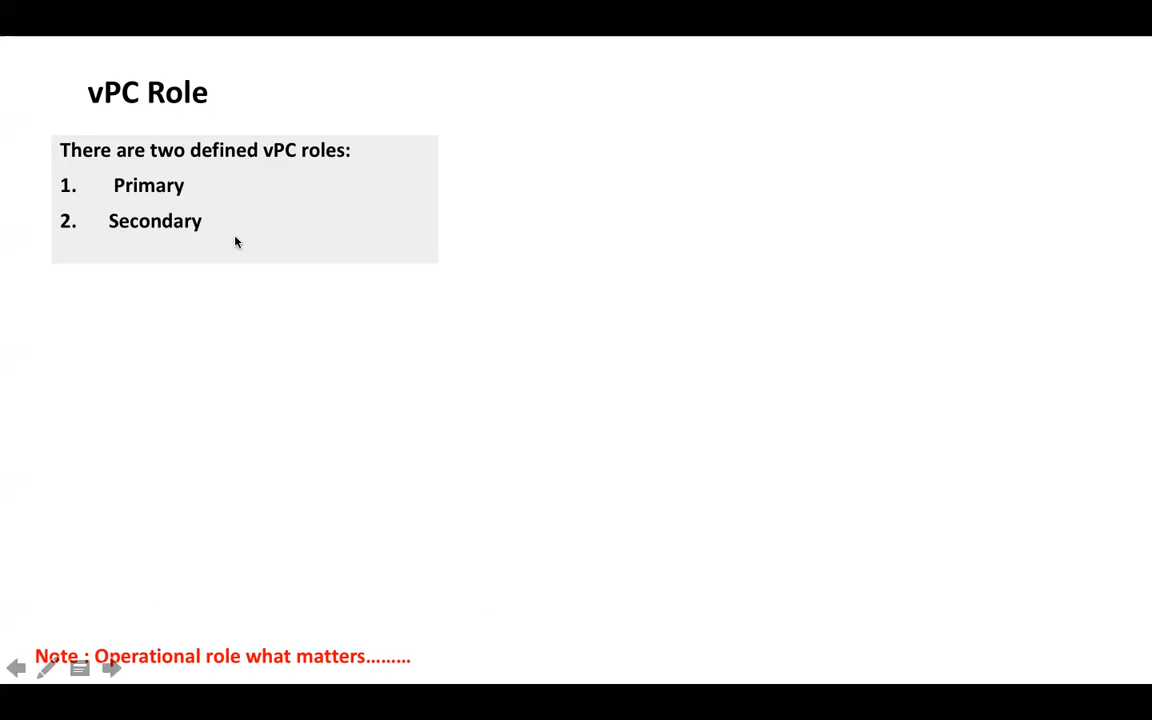 vPC Role
There are two defined vPC roles:
1. Primary
2. Secondary
Note : Operational role what matters.........